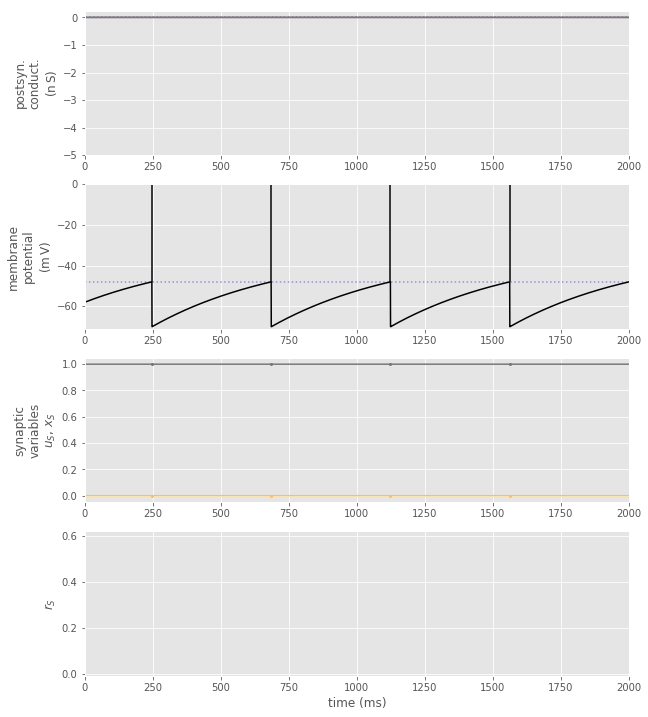 0
−1
−2
−3
−4
−5
postsyn.
conduct.
(n S)
0 250 500 750 1000 1250 1500 1750 2000
0
−20
−40
−60
membrane
potential
(m V)
0 250 500 750 1000 1250 1500 1750 2000
1.0
0.8
0.6
0.4
0.2
0.0
synaptic
variables
u_S, x_S
0 250 500 750 1000 1250 1500 1750 2000
0.6
0.4
0.2
0.0
r_S
0 250 500 750 1000 1250 1500 1750 2000
time (ms)